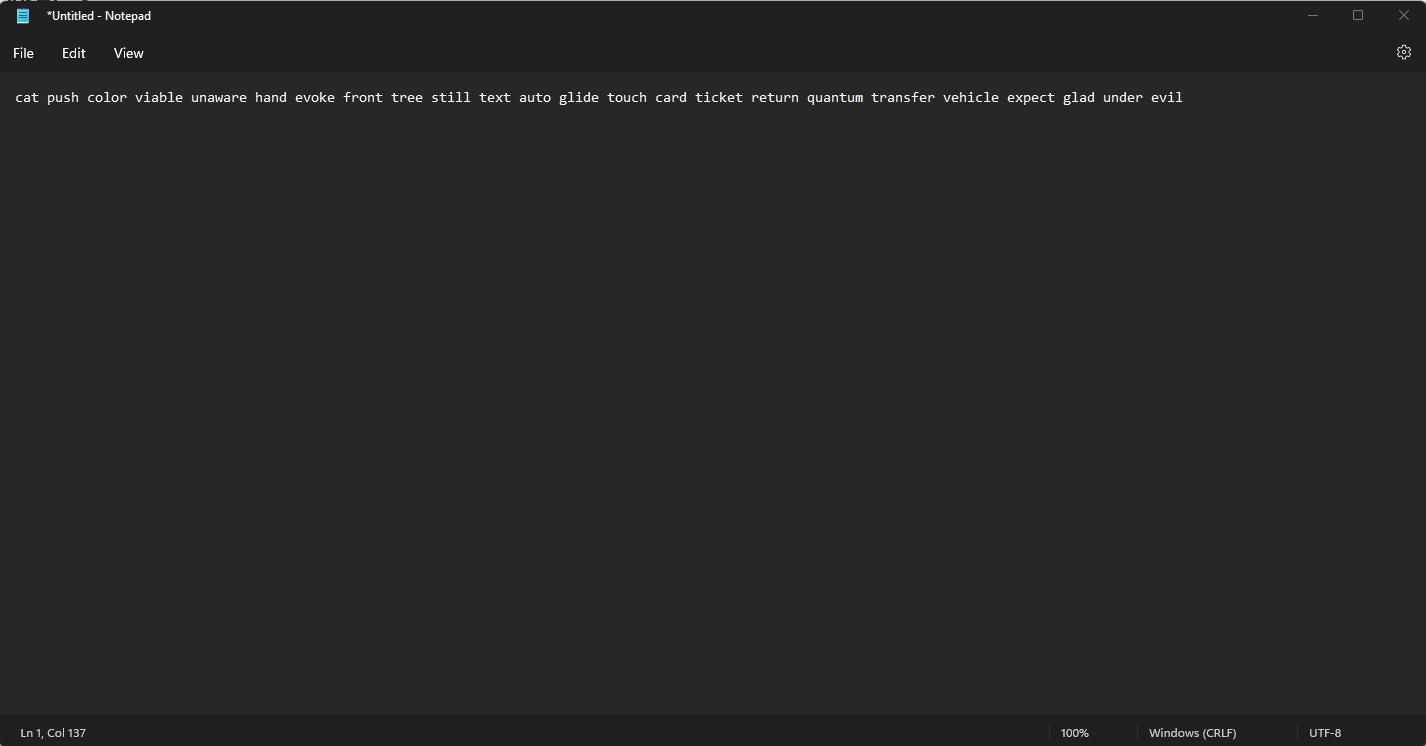 *Untitled - Notepad
File Edit View
cat push color viable unaware hand evoke front tree still text auto glide touch card ticket return quantum transfer vehicle expect glad under evil
Ln 1, Col 137 100% Windows (CRLF) UTF-8